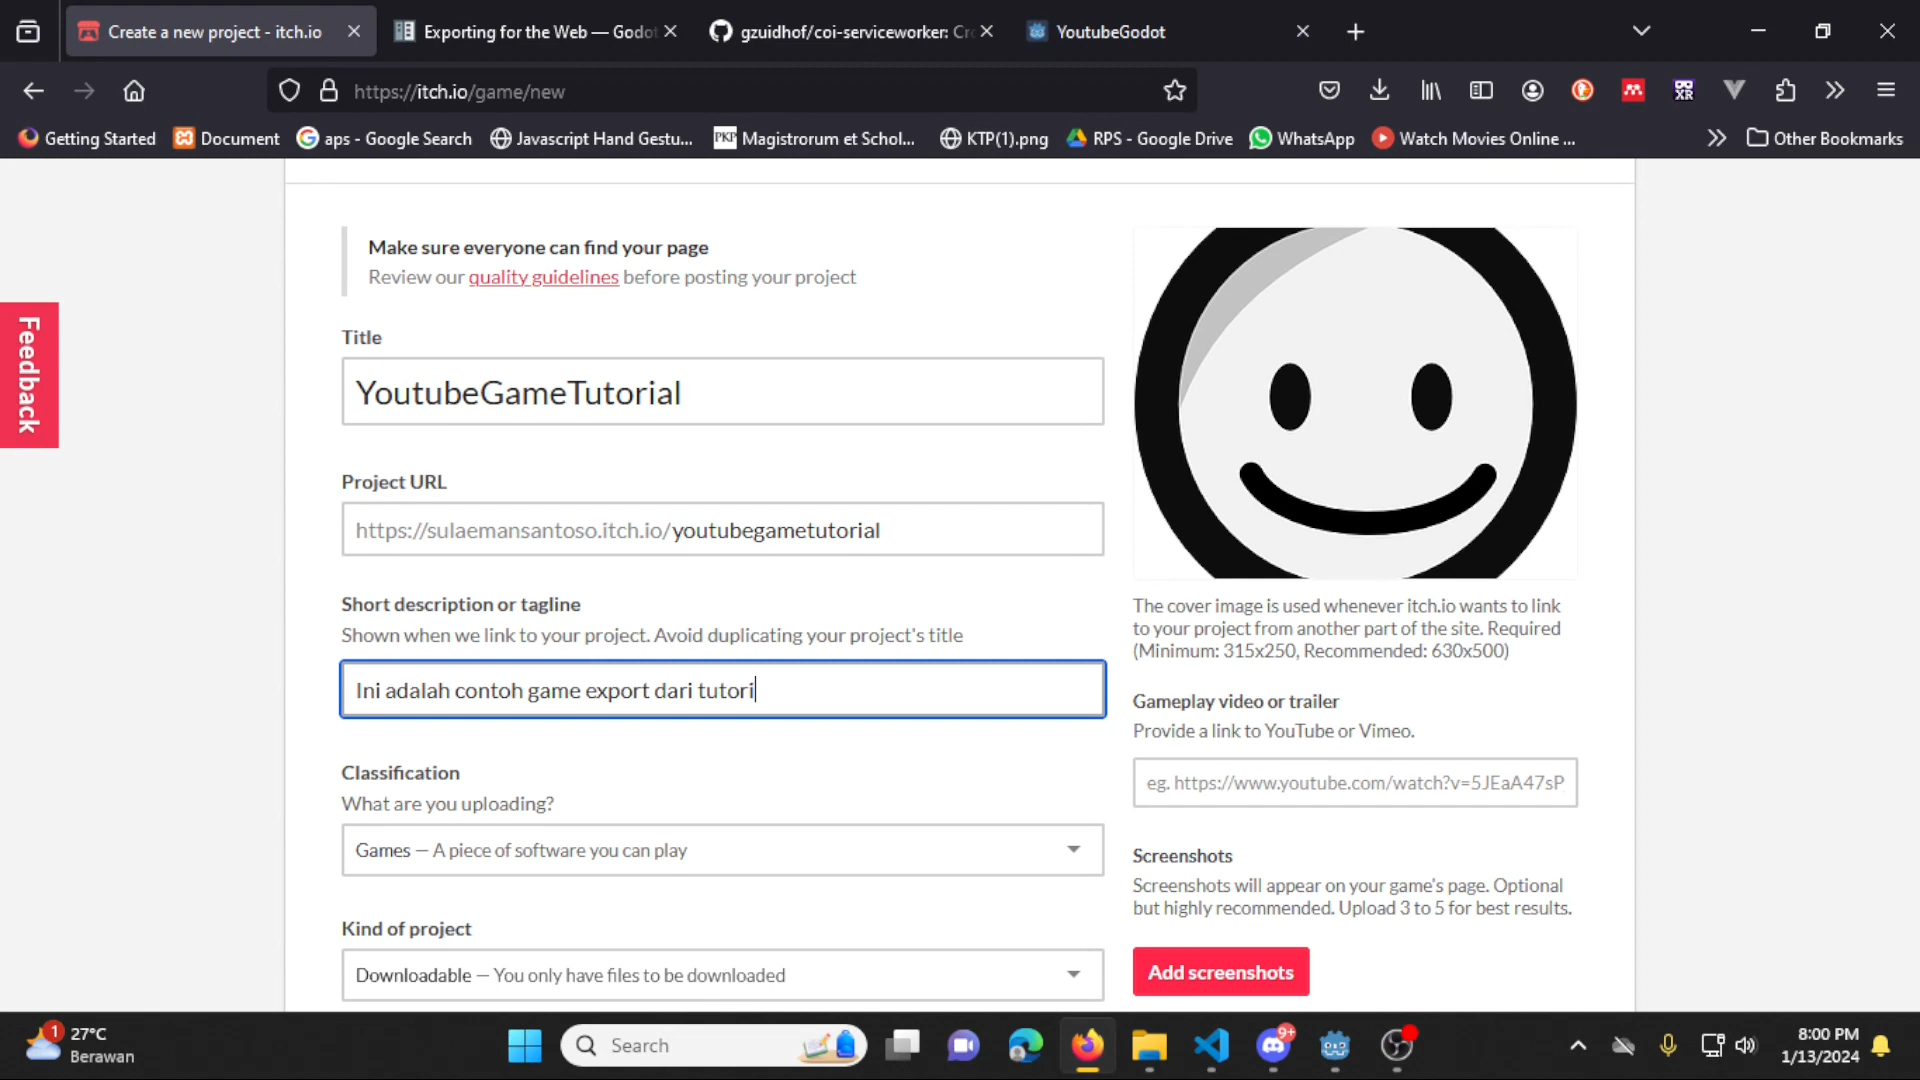 Create a new project - itch.io
Exporting for the Web — Godot
gzuidhof/coi-serviceworker: Cr
YoutubeGodot
https://itch.io/game/new
Getting Started
Document
aps - Google Search
Javascript Hand Gestu...
Magistrorum et Schol...
KTP(1).png
RPS - Google Drive
WhatsApp
Watch Movies Online ...
Other Bookmarks
Feedback
Make sure everyone can find your page
Review our quality guidelines before posting your project
Title
YoutubeGameTutorial
Project URL
https://sulaemansantoso.itch.io/youtubegametutorial
Short description or tagline
Shown when we link to your project. Avoid duplicating your project's title
Ini adalah contoh game export dari tutori
Classification
What are you uploading?
Games — A piece of software you can play
Kind of project
Downloadable — You only have files to be downloaded
The cover image is used whenever itch.io wants to link
to your project from another part of the site. Required
(Minimum: 315x250, Recommended: 630x500)
Gameplay video or trailer
Provide a link to YouTube or Vimeo.
eg. https://www.youtube.com/watch?v=5JEaA47sP
Screenshots
Screenshots will appear on your game's page. Optional
but highly recommended. Upload 3 to 5 for best results.
Add screenshots
1
27°C
Berawan
Search
9+
8:00 PM
1/13/2024